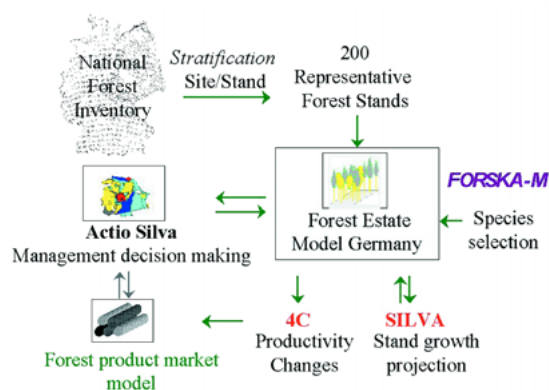 National
Forest
Inventory
Stratification
Site/Stand
200
Representative
Forest Stands
FORSKA-M
Species
selection
Forest Estate
Model Germany
Actio Silva
Management decision making
4C
Productivity
Changes
SILVA
Stand growth
projection
Forest product market
model